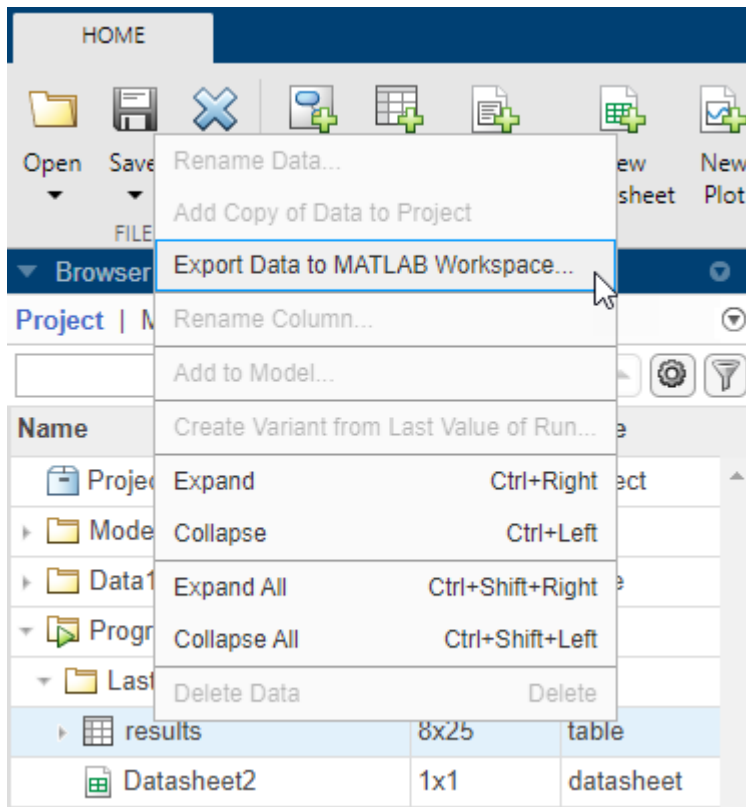 HOME
Open Save
ew New
sheet Plot
FILE
Rename Data...
Add Copy of Data to Project
Export Data to MATLAB Workspace...
Rename Column...
Add to Model...
Create Variant from Last Value of Run...
Expand Ctrl+Right
Collapse Ctrl+Left
Expand All Ctrl+Shift+Right
Collapse All Ctrl+Shift+Left
Delete Data Delete
Browser
Project | M
Name e
Projec ect
Mode
Data1 e
Progr
Last
results 8x25 table
Datasheet2 1x1 datasheet